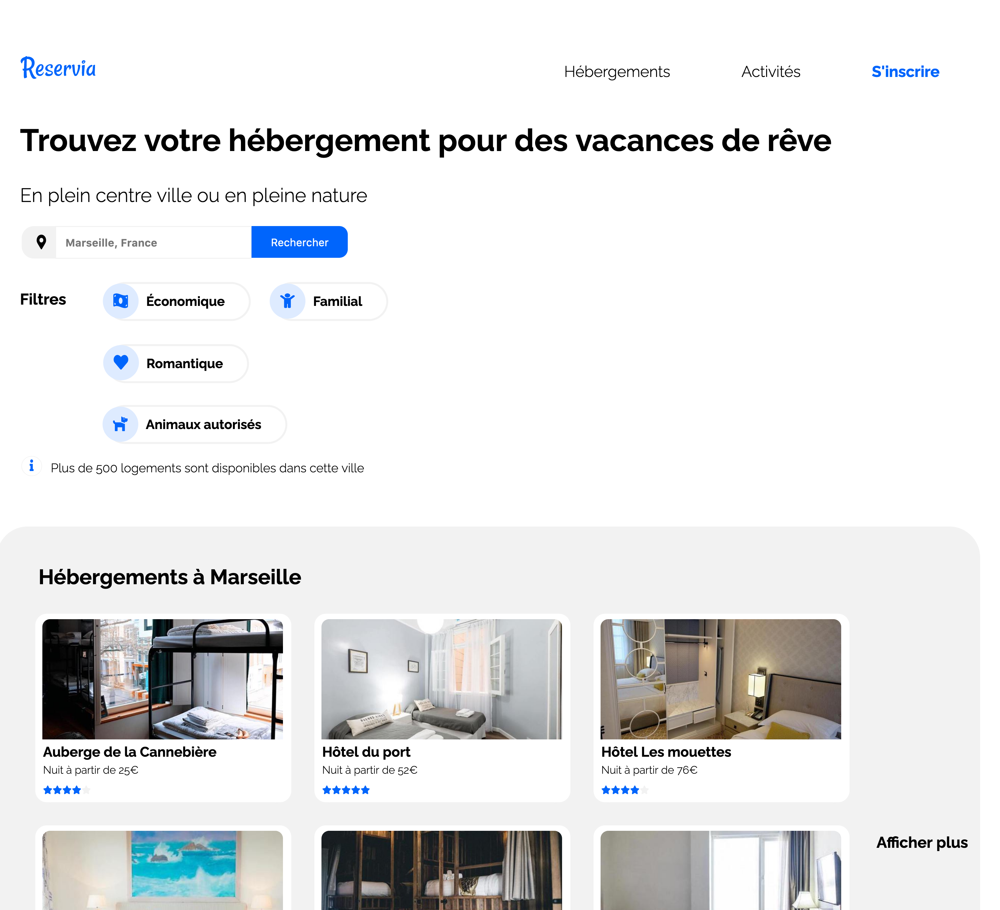 Reservia
Hébergements
Activités
S'inscrire
Trouvez votre hébergement pour des vacances de rêve
En plein centre ville ou en pleine nature
Marseille, France
Rechercher
Filtres
Économique
Familial
Romantique
Animaux autorisés
Plus de 500 logements sont disponibles dans cette ville
Hébergements à Marseille
BUENOS AIRES
Auberge de la Cannebière
Nuit à partir de 25€
Hôtel du port
Nuit à partir de 52€
Hôtel Les mouettes
Nuit à partir de 76€
Afficher plus